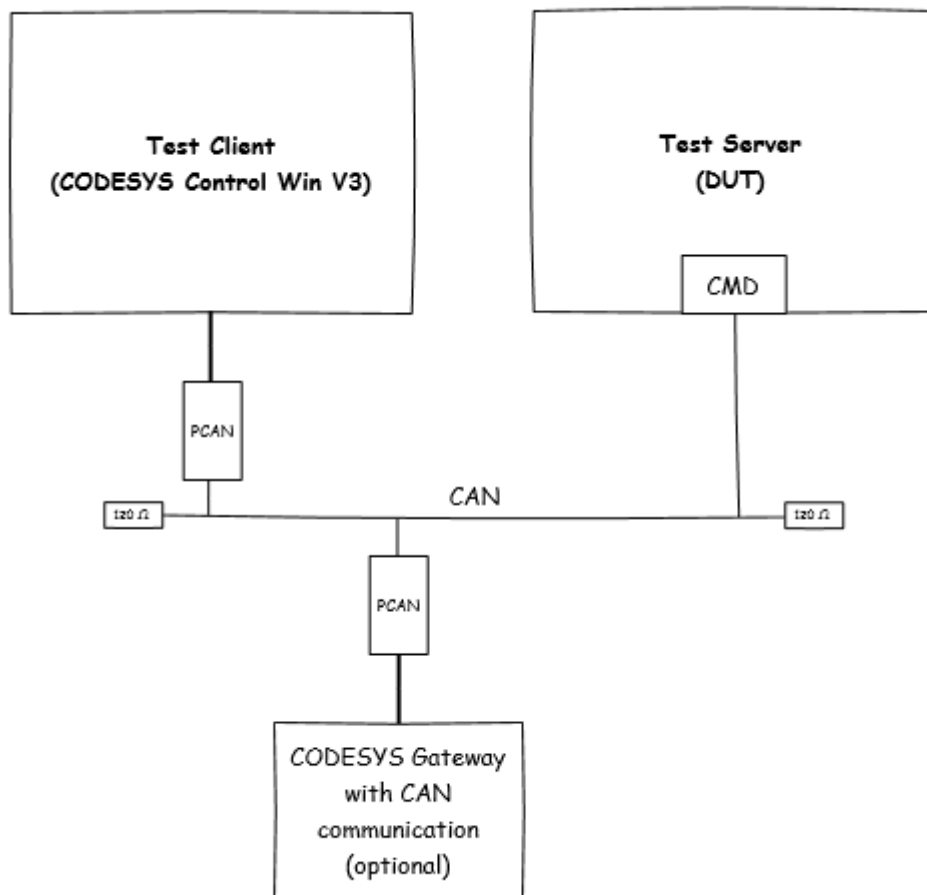 Test Client
(CODESYS Control Win V3)
Test Server
(DUT)
CMD
PCAN
CAN
120 Ω
120 Ω
PCAN
CODESYS Gateway
with CAN
communication
(optional)